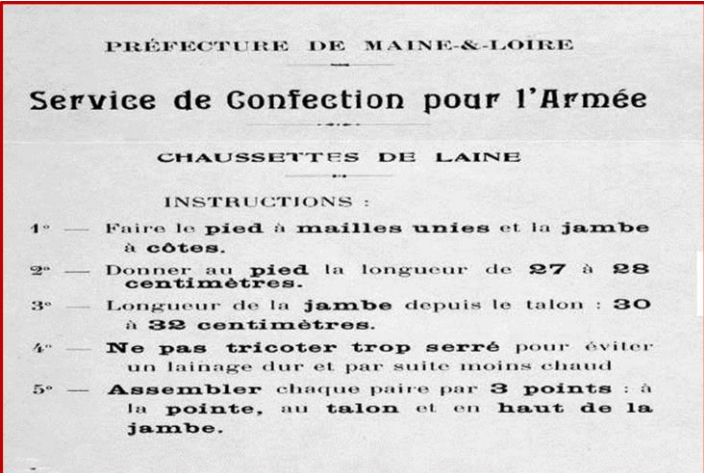 PRÉFECTURE DE MAINE-&-LOIRE
Service de Confection pour l'Armée
CHAUSSETTES DE LAINE
INSTRUCTIONS :
1° — Faire le pied à mailles unies et la jambe
à côtes.
2° — Donner au pied la longueur de 27 à 28
centimètres.
3° — Longueur de la jambe depuis le talon : 30
à 32 centimètres.
4° — Ne pas tricoter trop serré pour éviter
un lainage dur et par suite moins chaud
5° — Assembler chaque paire par 3 points : à
la pointe, au talon et en haut de la
jambe.